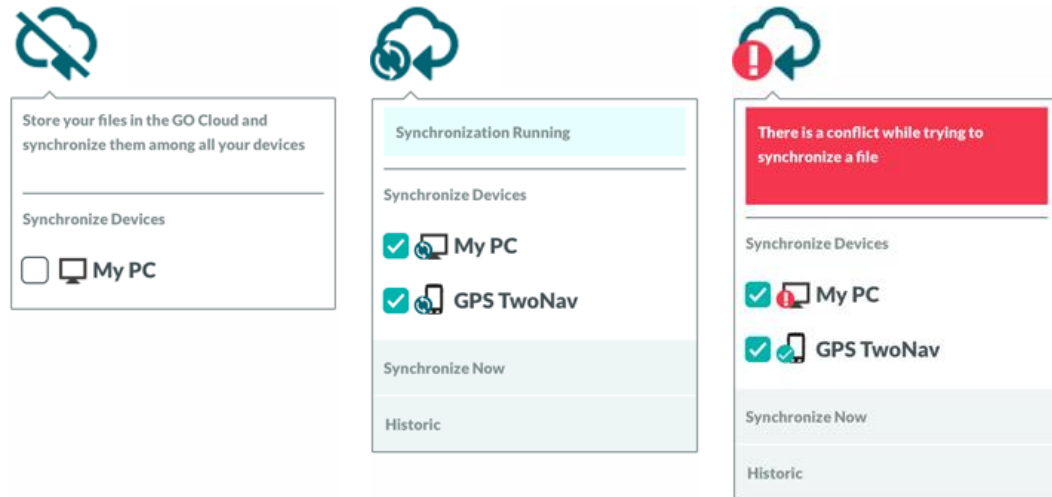 Store your files in the GO Cloud and
synchronize them among all your devices
Synchronize Devices
My PC
Synchronization Running
Synchronize Devices
My PC
GPS TwoNav
Synchronize Now
Historic
There is a conflict while trying to
synchronize a file
Synchronize Devices
My PC
GPS TwoNav
Synchronize Now
Historic